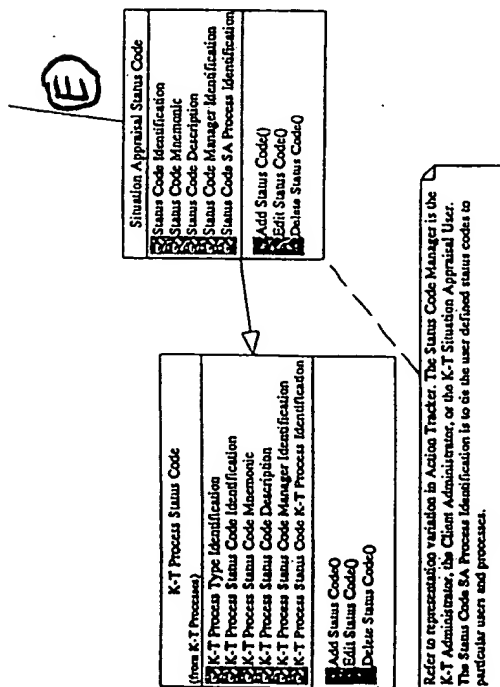 E
Situation Appraisal Status Code
Status Code Identification
Status Code Mnemonic
Status Code Description
Status Code Manager Identification
Status Code SA Process Identification
Add Status Code()
Edit Status Code()
Delete Status Code()
K-T Process Status Code
(from K-T Processes)
K-T Process Type Identification
K-T Process Status Code Identification
K-T Process Status Code Mnemonic
K-T Process Status Code Description
K-T Process Status Code Manager Identification
K-T Process Status Code K-T Process Identification
Add Status Code()
Edit Status Code()
Delete Status Code()
Refer to representation variation in Action Tracker. The Status Code Manager is the
K-T Administrator, the Client Administrator, or the K-T Situation Appraisal User.
The Status Code SA Process Identification is to tie the user defined status codes to
particular users and processes.